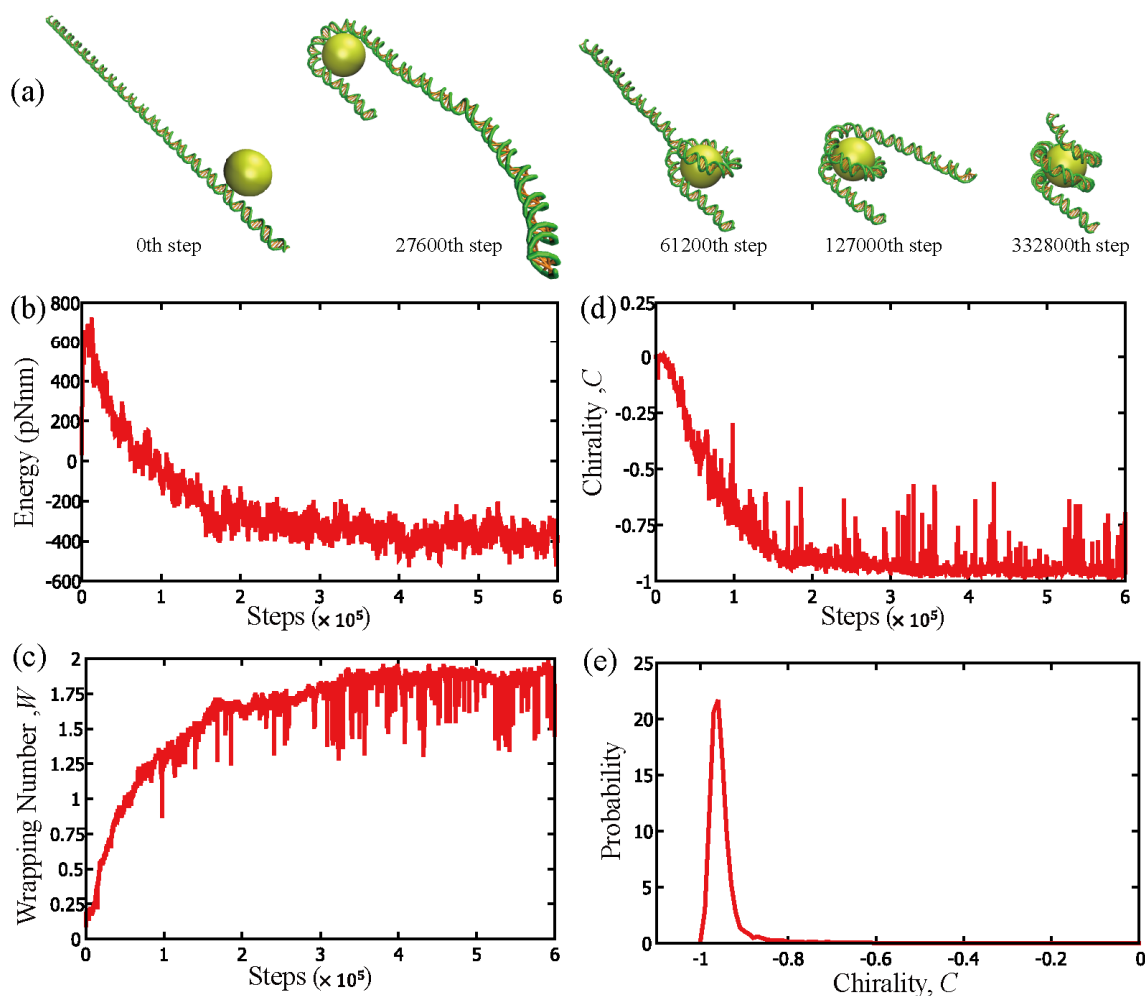 (a)
0th step
27600th step
61200th step
127000th step
332800th step
(b)
800
600
400
200
0
-200
-400
-600
Energy (pNnm)
0 1 2 3 4 5 6
Steps (× 10⁵)
(d)
0.25
0
-0.25
-0.5
-0.75
-1
Chirality ,C
0 1 2 3 4 5 6
Steps (× 10⁵)
(c)
2
1.75
1.5
1.25
1
0.75
0.5
0.25
0
Wrapping Number ,W
0 1 2 3 4 5 6
Steps (× 10⁵)
(e)
25
20
15
10
5
0
Probability
-1 -0.8 -0.6 -0.4 -0.2 0
Chirality, C